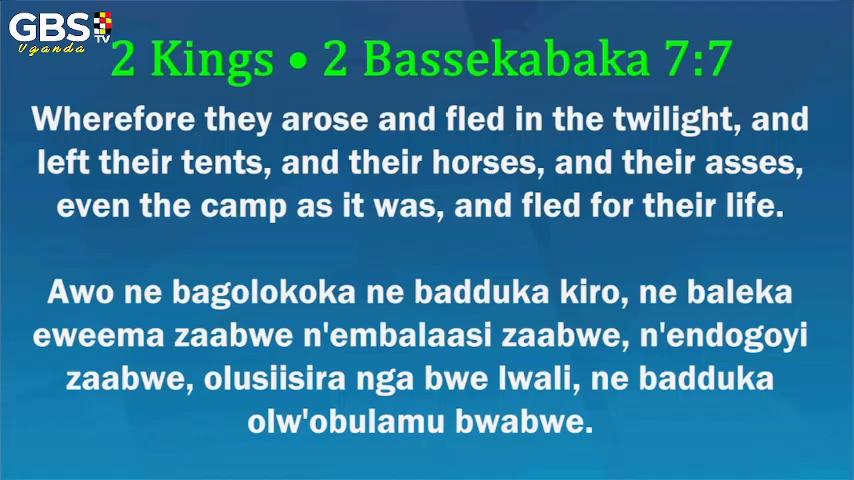 GBS TV
Uganda
2 Kings • 2 Bassekabaka 7:7
Wherefore they arose and fled in the twilight, and
left their tents, and their horses, and their asses,
even the camp as it was, and fled for their life.
Awo ne bagolokoka ne badduka kiro, ne baleka
eweema zaabwe n'embalaasi zaabwe, n'endogoyi
zaabwe, olusiisira nga bwe lwali, ne badduka
olw'obulamu bwabwe.